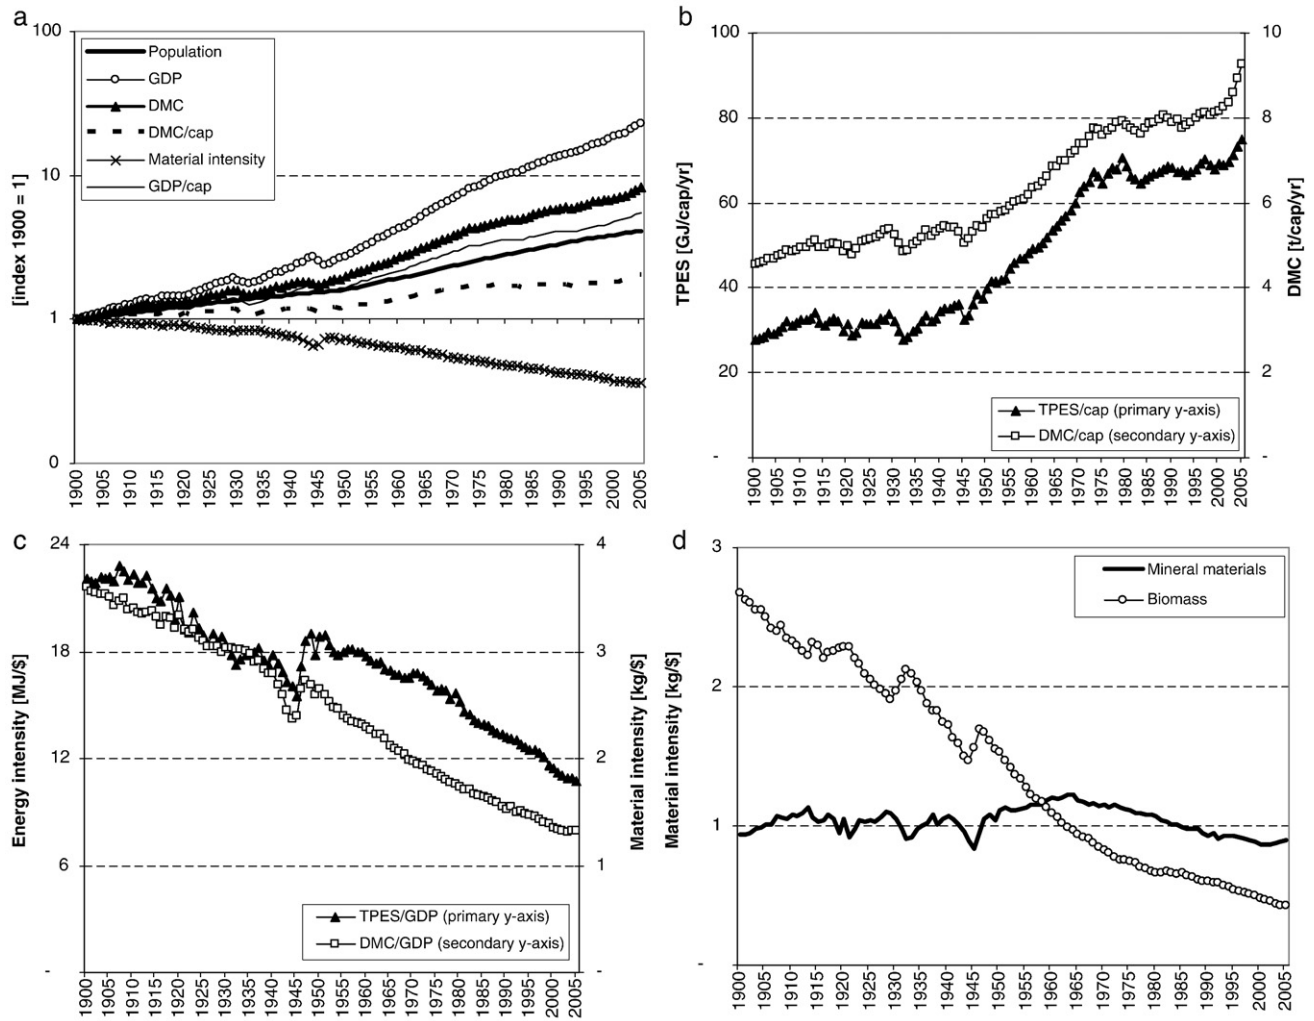 a
100
10
1
0
[index 1900 = 1]
Population
GDP
DMC
DMC/cap
Material intensity
GDP/cap
1900 1905 1910 1915 1920 1925 1930 1935 1940 1945 1950 1955 1960 1965 1970 1975 1980 1985 1990 1995 2000 2005
b
100
80
60
40
20
-
TPES [GJ/cap/yr]
10
8
6
4
2
-
DMC [t/cap/yr]
TPES/cap (primary y-axis)
DMC/cap (secondary y-axis)
1900 1905 1910 1915 1920 1925 1930 1935 1940 1945 1950 1955 1960 1965 1970 1975 1980 1985 1990 1995 2000 2005
c
24
18
12
6
-
Energy intensity [MJ/$]
4
3
2
1
-
Material intensity [kg/$]
TPES/GDP (primary y-axis)
DMC/GDP (secondary y-axis)
1900 1905 1910 1915 1920 1925 1930 1935 1940 1945 1950 1955 1960 1965 1970 1975 1980 1985 1990 1995 2000 2005
d
3
2
1
-
Material intensity [kg/$]
Mineral materials
Biomass
1900 1905 1910 1915 1920 1925 1930 1935 1940 1945 1950 1955 1960 1965 1970 1975 1980 1985 1990 1995 2000 2005